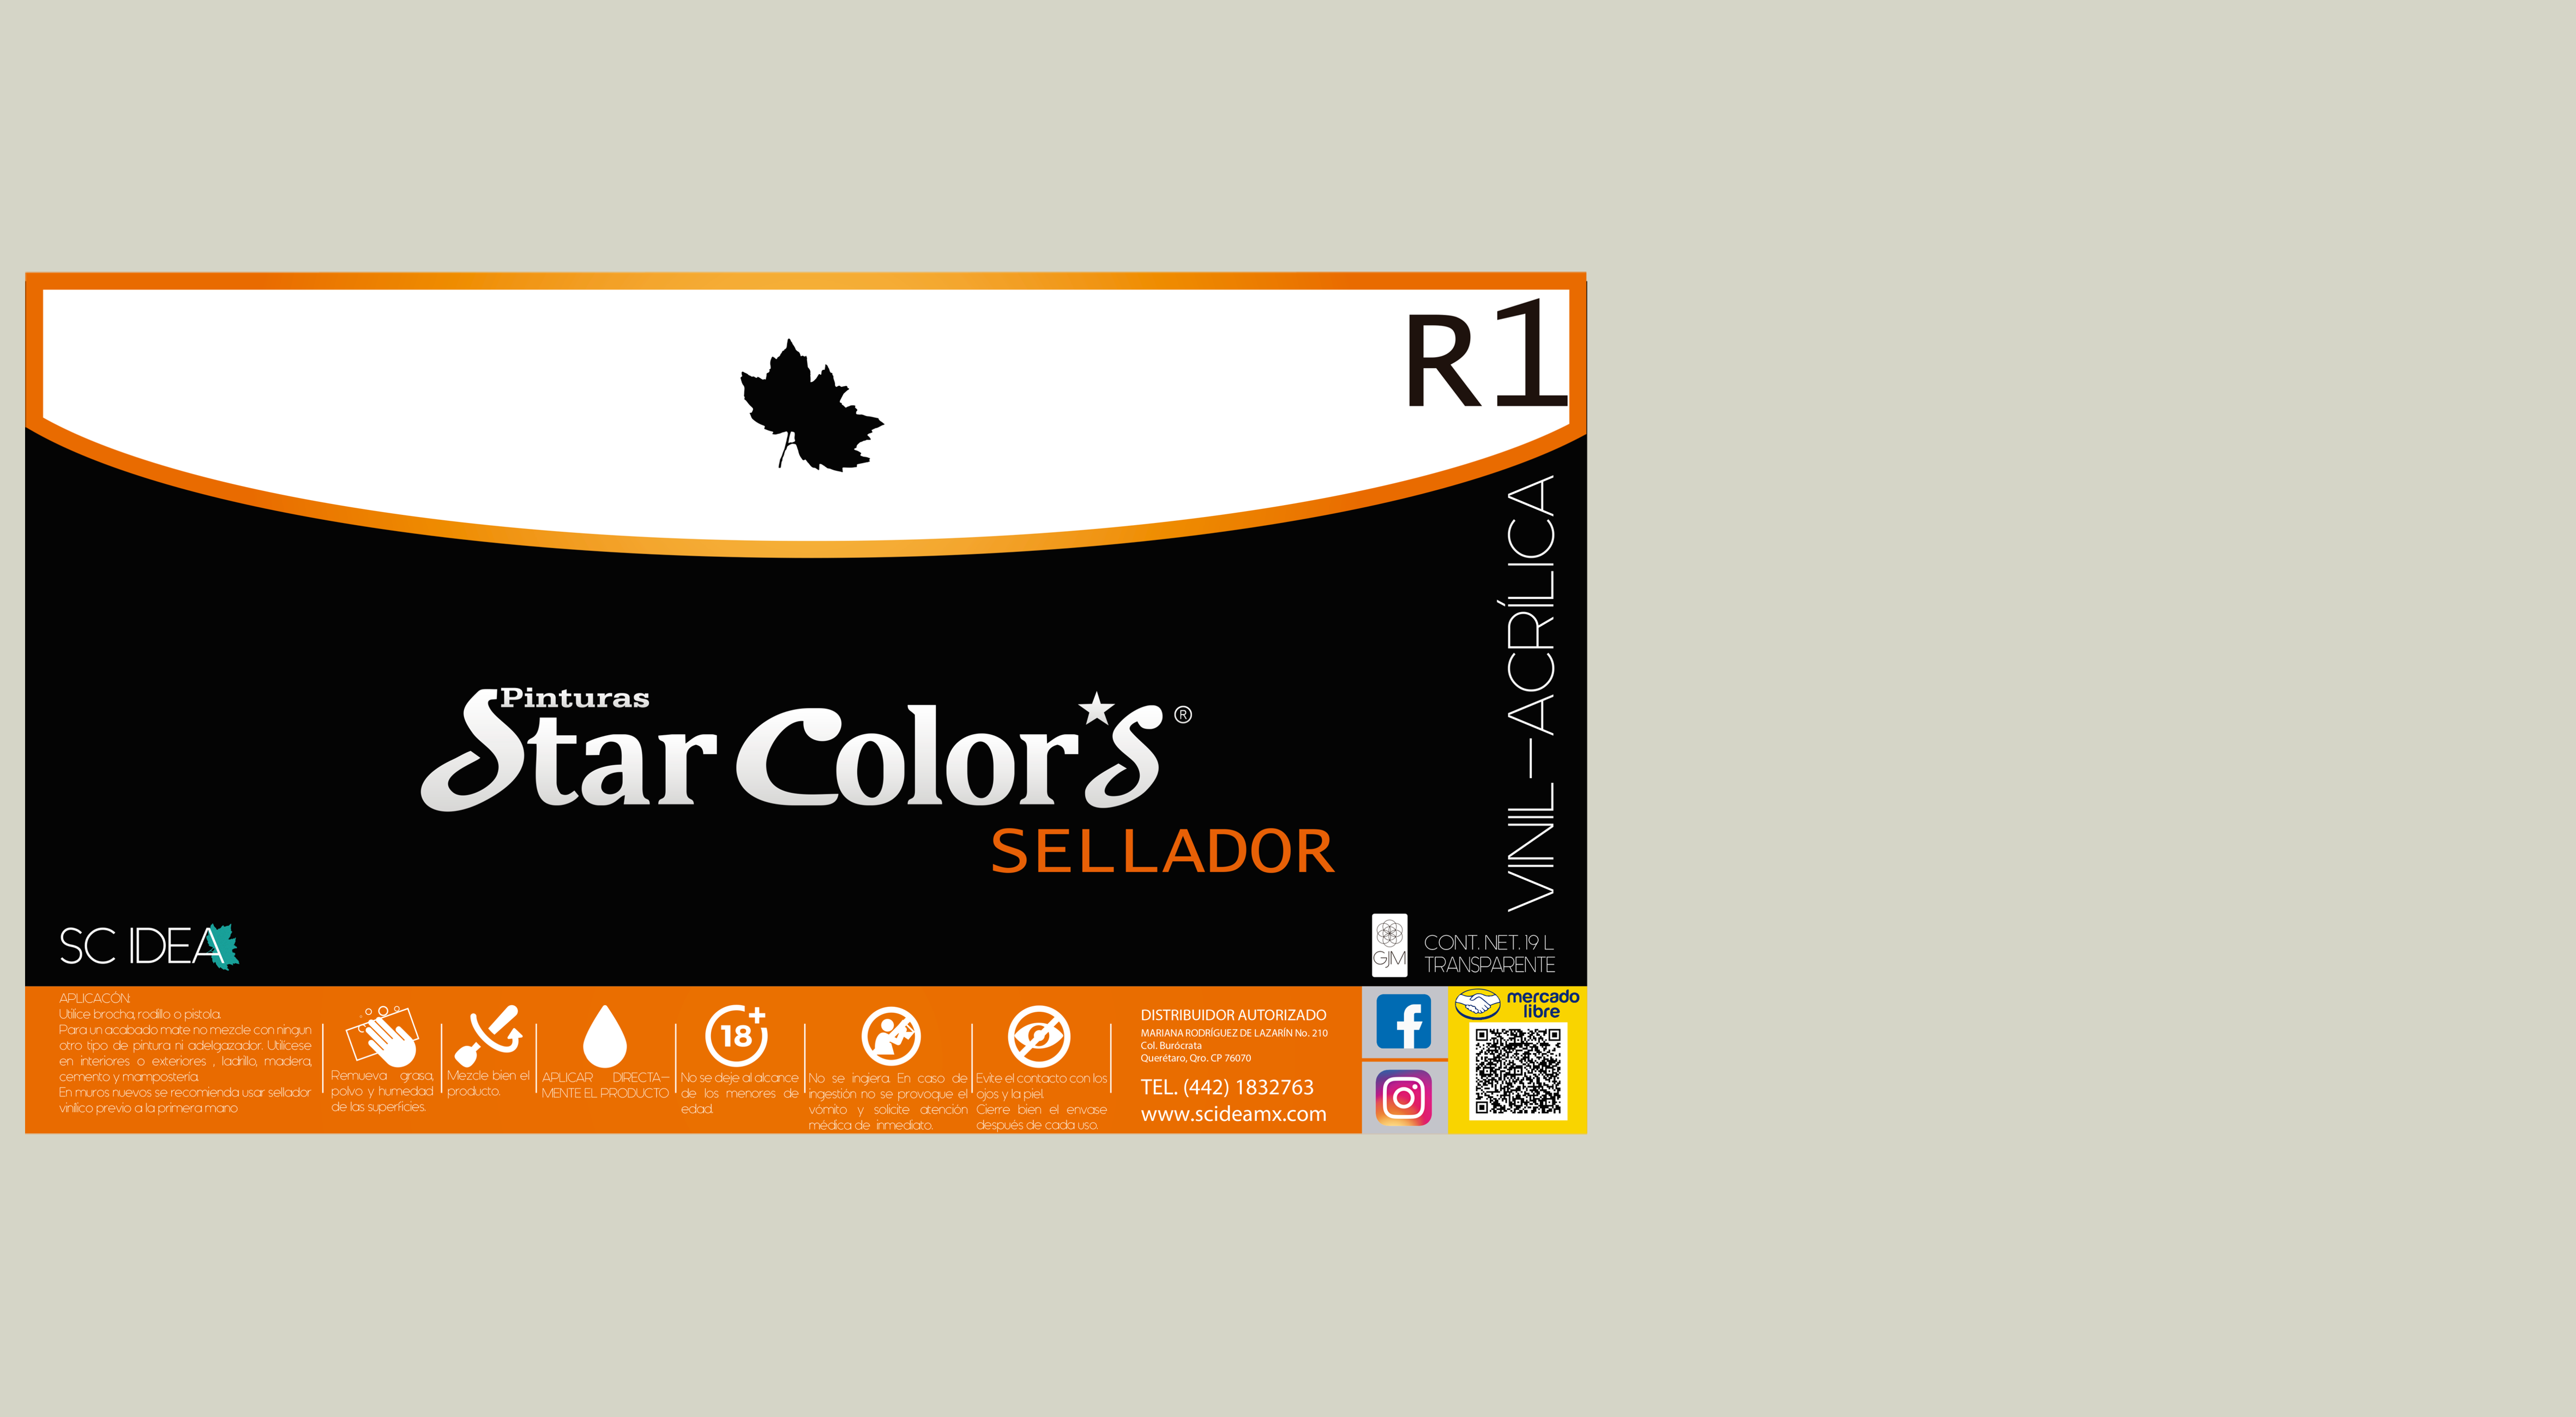 R1
VINIL-ACRÍLICA
Pinturas
Star Color's ®
SELLADOR
SC IDEA
GJM
CONT. NET. 19 L
TRANSPARENTE
APLICACÓN:
Utilice brocha, rodillo o pistola.
Para un acabado mate no mezcle con ningun
otro tipo de pintura ni adelgazador. Utilícese
en interiores o exteriores , ladrillo, madera,
cemento y mampostería.
En muros nuevos se recomienda usar sellador
vinílico previo a la primera mano
Remueva grasa,
polvo y humedad
de las superficies.
Mezcle bien el
producto.
APLICAR DIRECTA-
MENTE EL PRODUCTO
18+
No se deje al alcance
de los menores de
edad.
No se ingiera. En caso de
ingestión no se provoque el
vómito y solicite atención
médica de inmediato.
Evite el contacto con los
ojos y la piel.
Cierre bien el envase
después de cada uso.
DISTRIBUIDOR AUTORIZADO
MARIANA RODRÍGUEZ DE LAZARÍN No. 210
Col. Burócrata
Querétaro, Qro. CP 76070
TEL. (442) 1832763
www.scideamx.com
mercado
libre